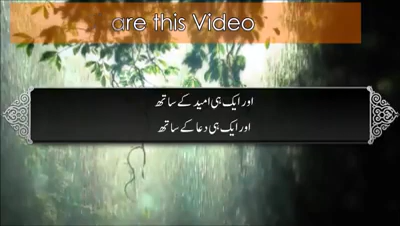 are this Video
اور ایک ہی امید کے ساتھ
اور ایک ہی دعا کے ساتھ